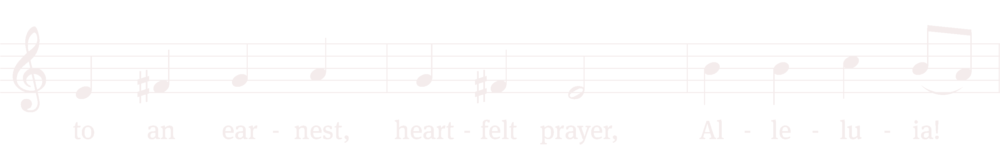 to an ear - nest, heart - felt prayer, Al - le - lu - ia!